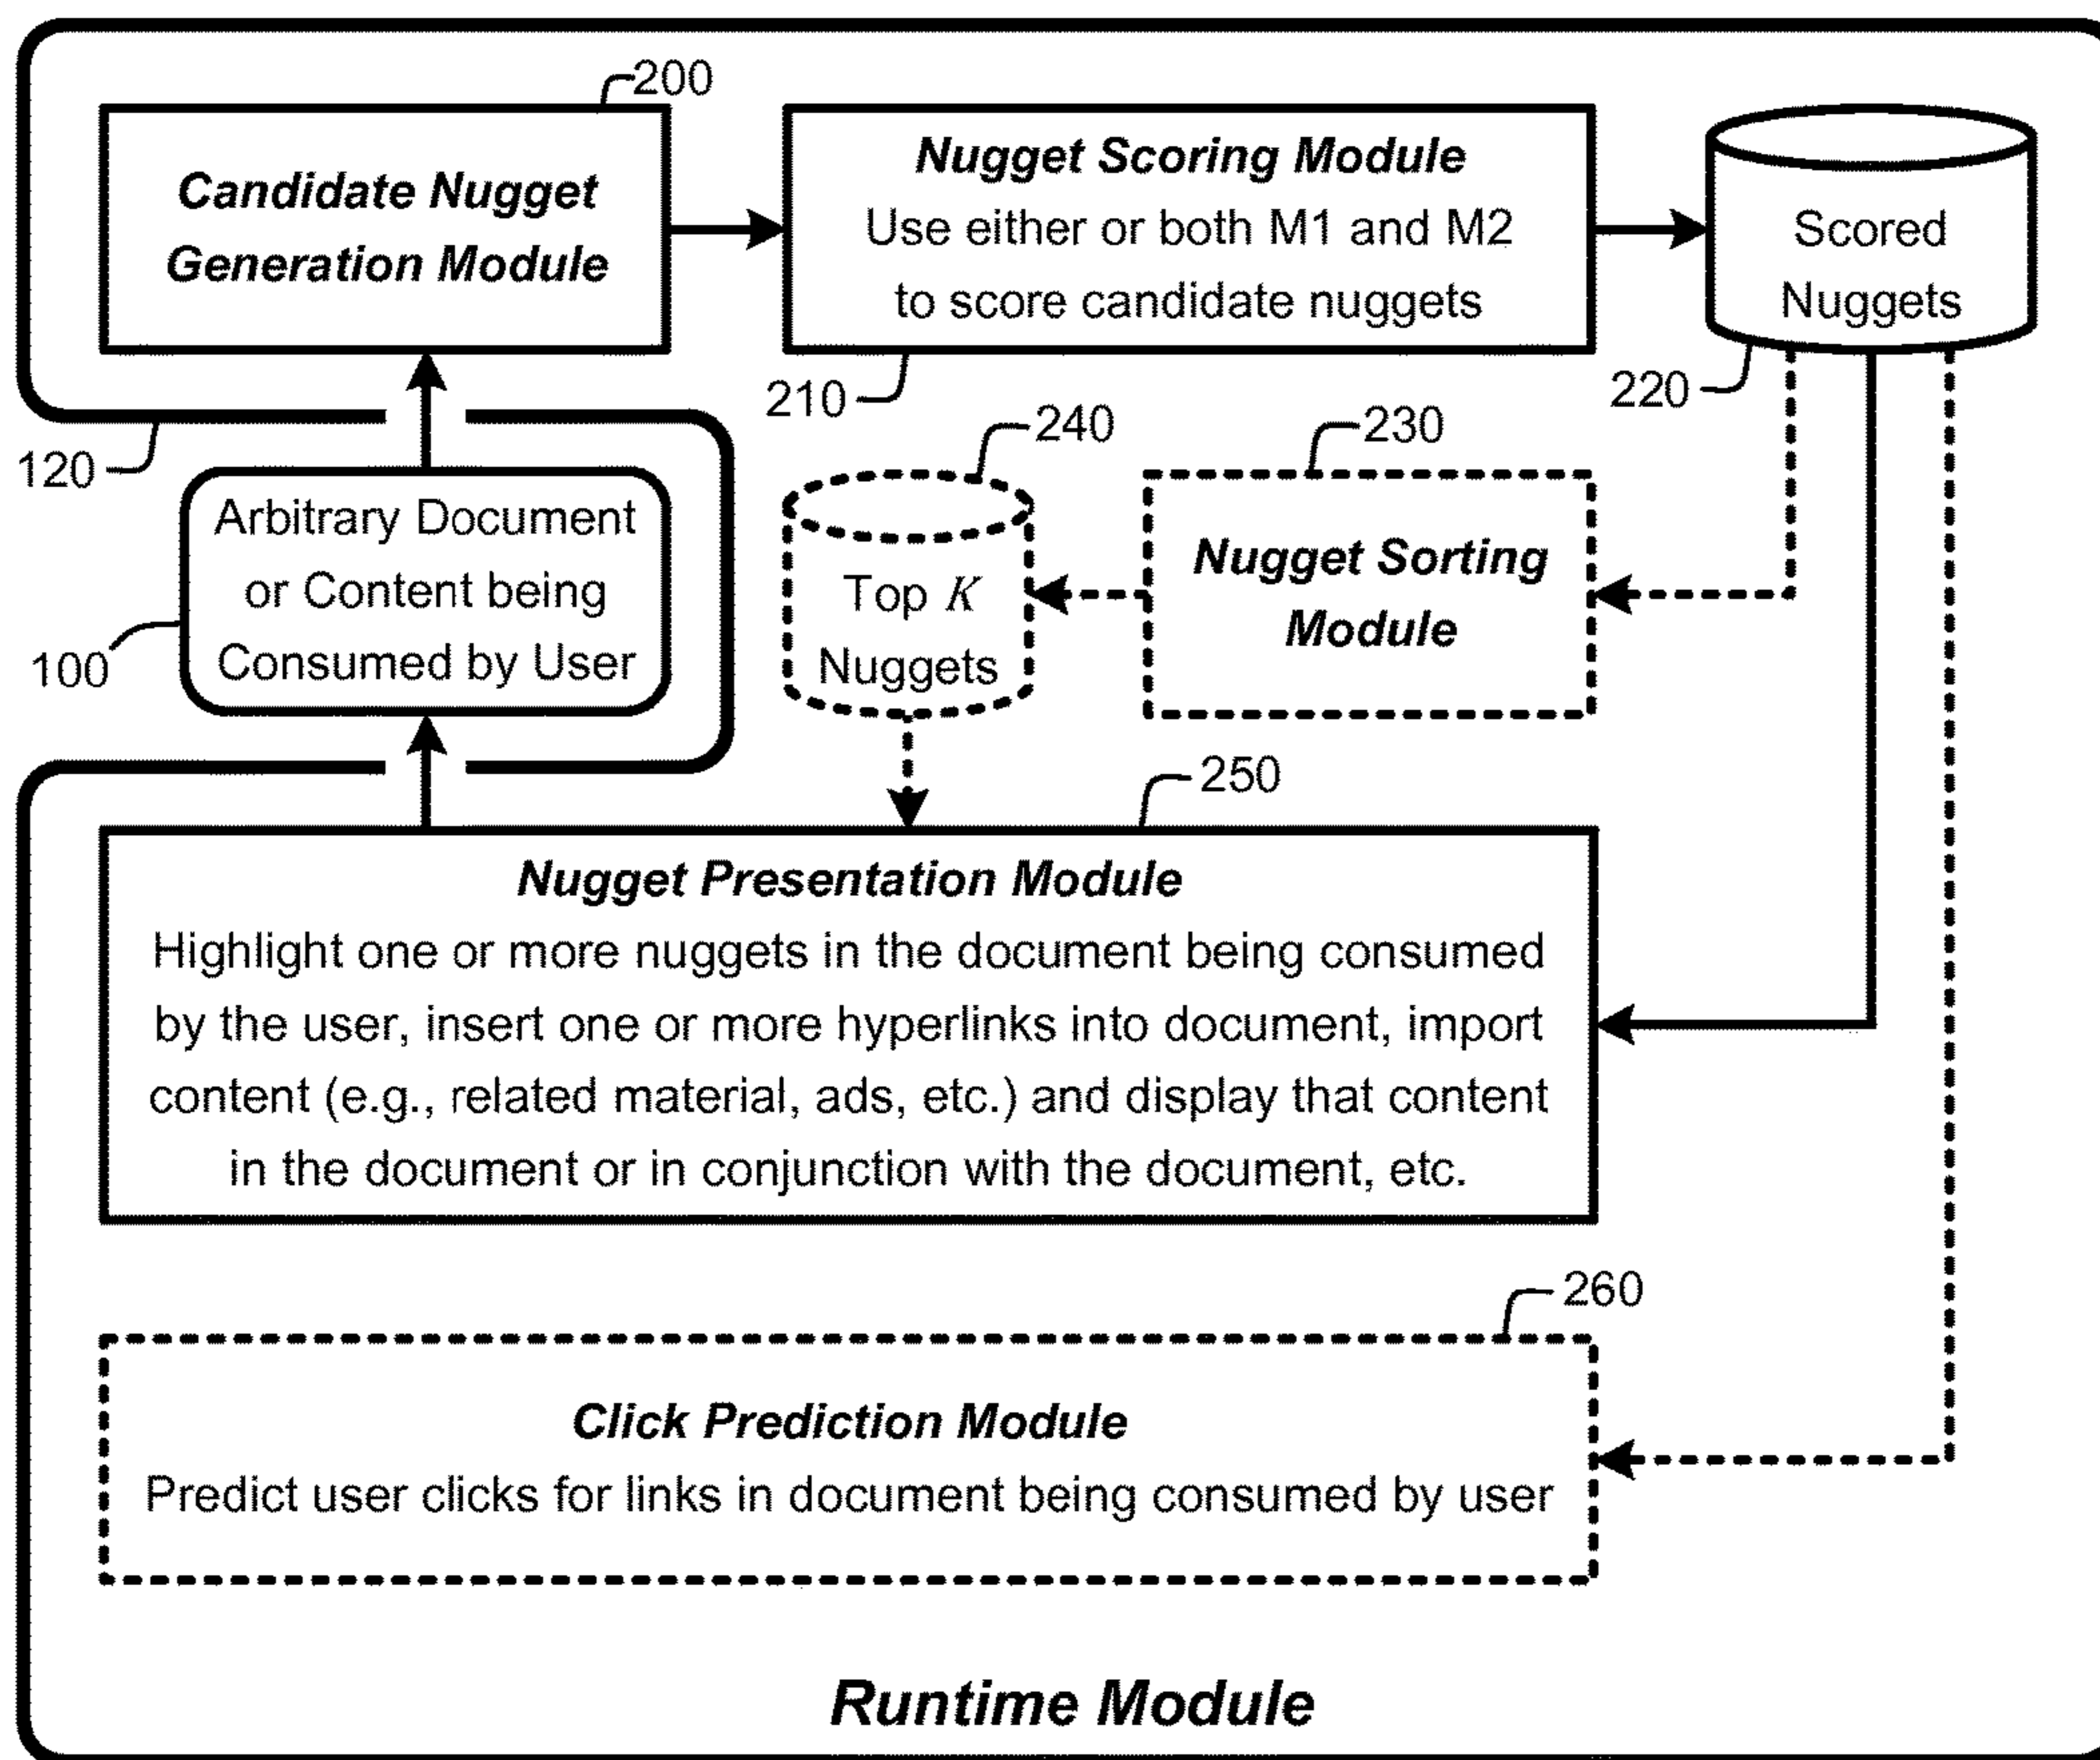 200
Candidate Nugget
Generation Module
Nugget Scoring Module
Use either or both M1 and M2
to score candidate nuggets
Scored
Nuggets
210
220
120
240
230
Arbitrary Document
or Content being
Consumed by User
100
Top K
Nuggets
Nugget Sorting
Module
250
Nugget Presentation Module
Highlight one or more nuggets in the document being consumed
by the user, insert one or more hyperlinks into document, import
content (e.g., related material, ads, etc.) and display that content
in the document or in conjunction with the document, etc.
260
Click Prediction Module
Predict user clicks for links in document being consumed by user
Runtime Module